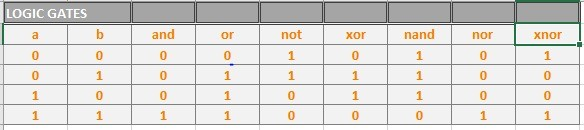 LOGIC GATES
a b and or not xor nand nor xnor
0 0 0 0 1 0 1 0 1
0 1 0 1 1 1 1 0 0
1 0 0 1 0 1 1 0 0
1 1 1 1 0 0 0 1 1